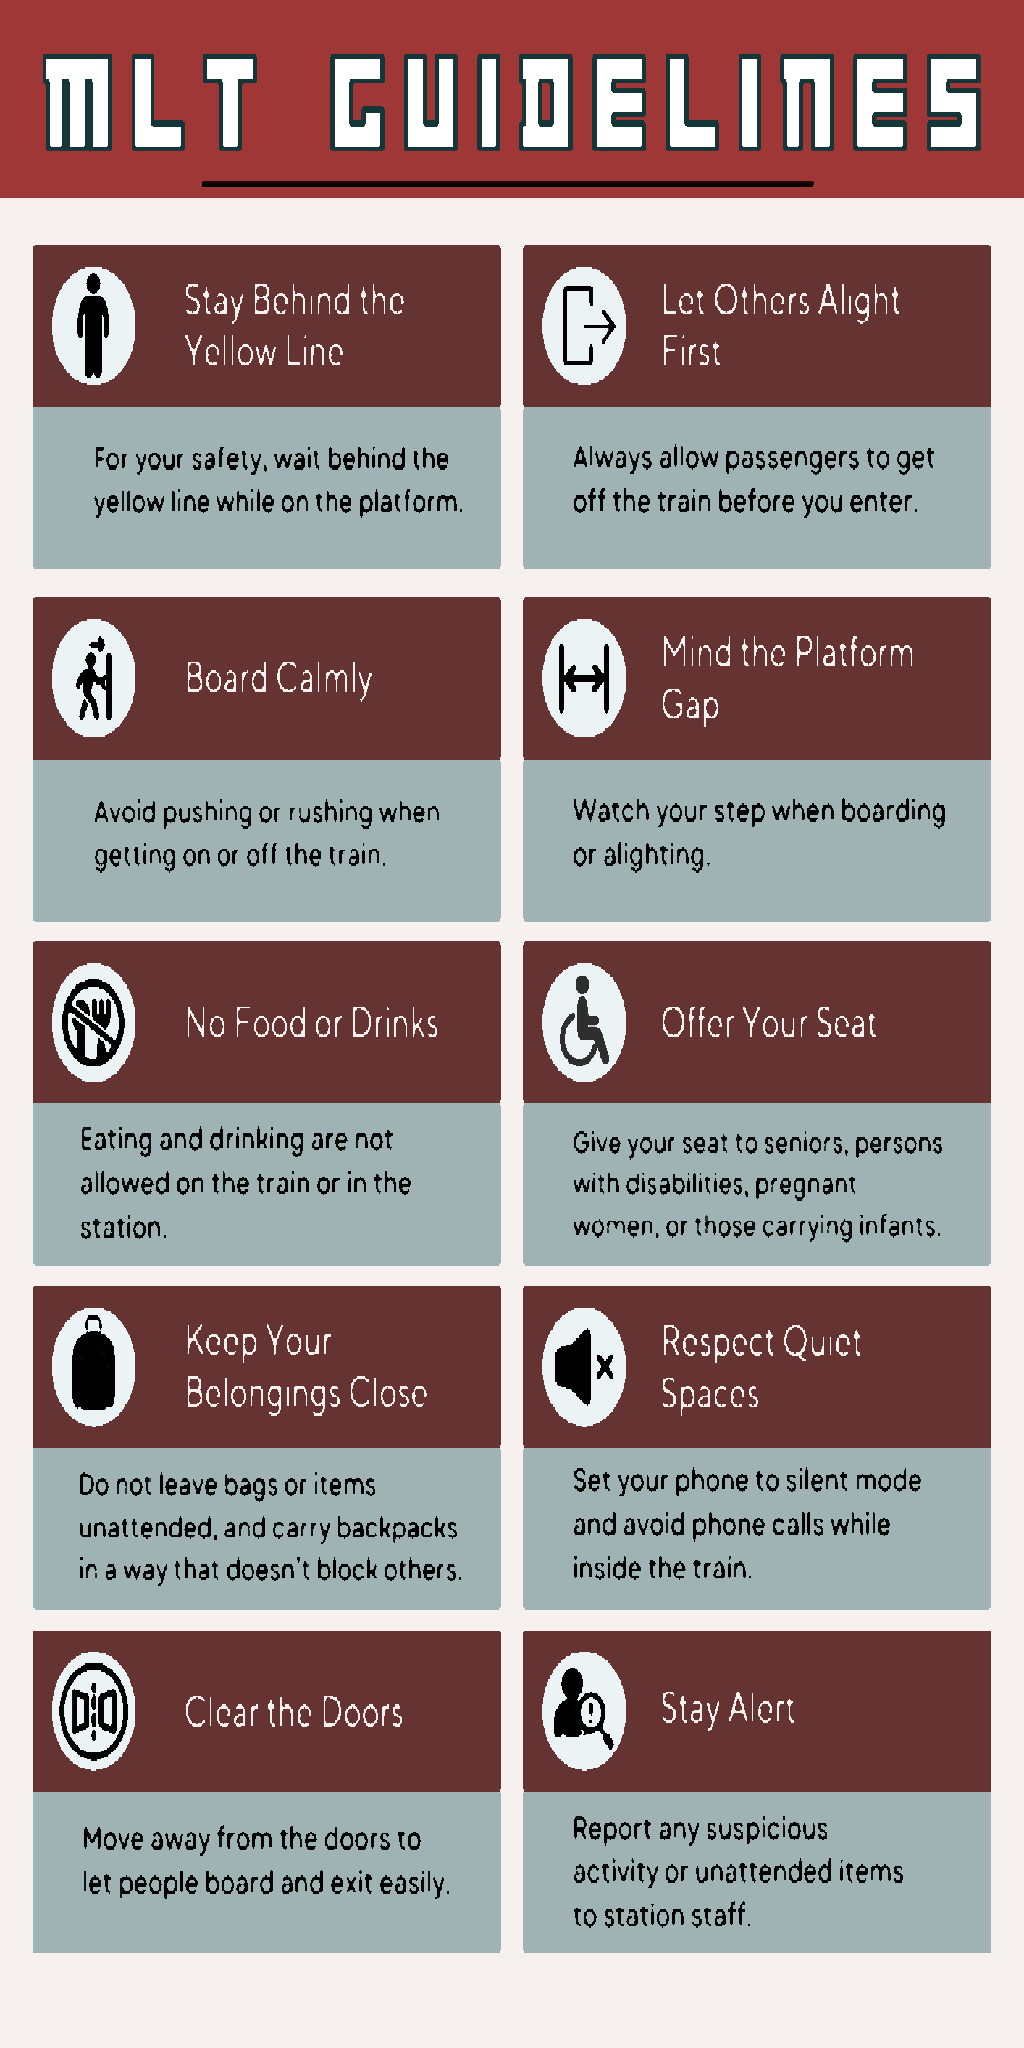 MLT GUIDELINES
Stay Behind the
Yellow Line
For your safety, wait behind the
yellow line while on the platform.
Let Others Alight
First
Always allow passengers to get
off the train before you enter.
Board Calmly
Avoid pushing or rushing when
getting on or off the train.
Mind the Platform
Gap
Watch your step when boarding
or alighting.
No Food or Drinks
Eating and drinking are not
allowed on the train or in the
station.
Offer Your Seat
Give your seat to seniors, persons
with disabilities, pregnant
women, or those carrying infants.
Keep Your
Belongings Close
Do not leave bags or items
unattended, and carry backpacks
in a way that doesn't block others.
Respect Quiet
Spaces
Set your phone to silent mode
and avoid phone calls while
inside the train.
Clear the Doors
Move away from the doors to
let people board and exit easily.
Stay Alert
Report any suspicious
activity or unattended items
to station staff.